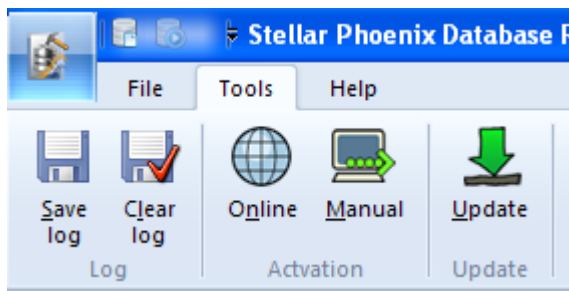 Stellar Phoenix Database R
File Tools Help
Save log
Clear log
Online
Manual
Update
Log
Actvation
Update